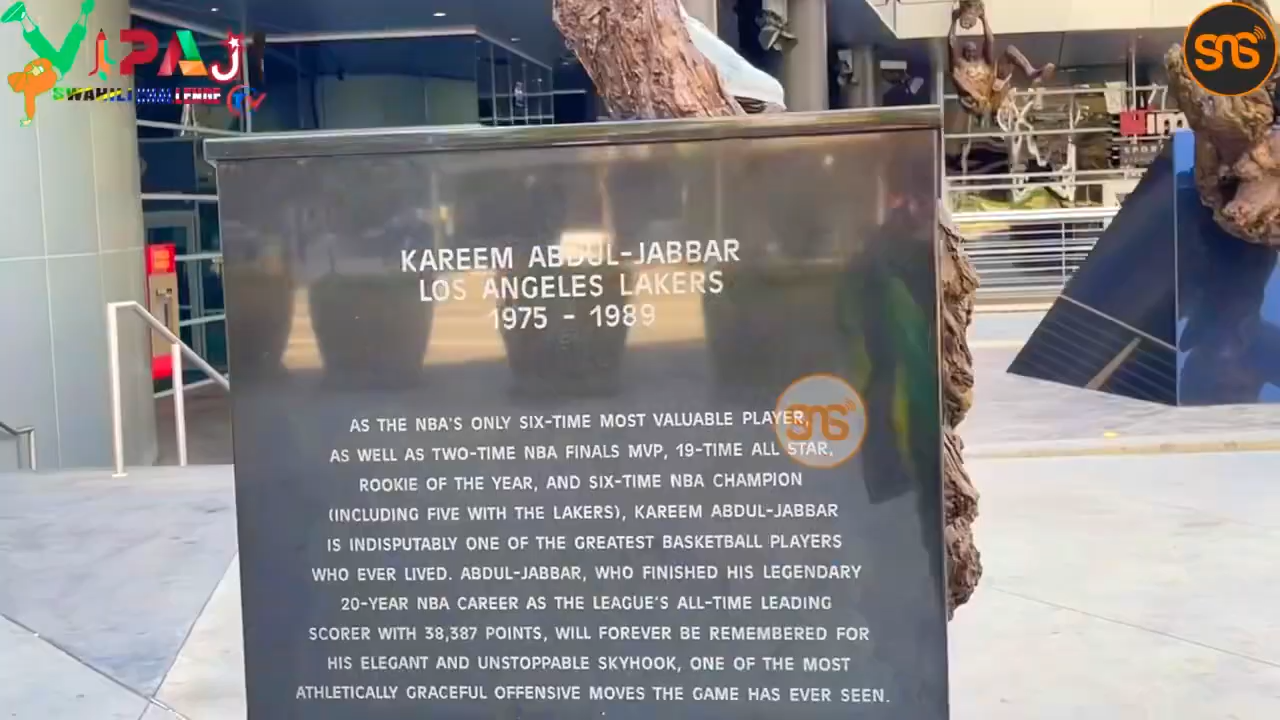 VIPAJI
SWAHILI CHALLENGE TV
SNS
KAREEM ABDUL-JABBAR
LOS ANGELES LAKERS
1975 - 1989
AS THE NBA'S ONLY SIX-TIME MOST VALUABLE PLAYER,
AS WELL AS TWO-TIME NBA FINALS MVP, 19-TIME ALL STAR,
ROOKIE OF THE YEAR, AND SIX-TIME NBA CHAMPION
(INCLUDING FIVE WITH THE LAKERS), KAREEM ABDUL-JABBAR
IS INDISPUTABLY ONE OF THE GREATEST BASKETBALL PLAYERS
WHO EVER LIVED. ABDUL-JABBAR, WHO FINISHED HIS LEGENDARY
20-YEAR NBA CAREER AS THE LEAGUE'S ALL-TIME LEADING
SCORER WITH 38,387 POINTS, WILL FOREVER BE REMEMBERED FOR
HIS ELEGANT AND UNSTOPPABLE SKYHOOK, ONE OF THE MOST
ATHLETICALLY GRACEFUL OFFENSIVE MOVES THE GAME HAS EVER SEEN.
SNS